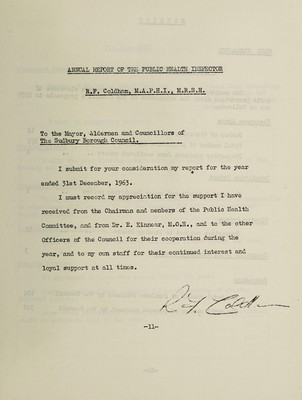 ANNUAL REPORT OF THE PUBLIC HEALTH INSPECTOR
R.F. Coldham, M.A.P.H.I., M.R.S.H.
To the Mayor, Aldermen and Councillors of
The Sudbury Borough Council.
I submit for your consideration my report for the year
ended 31st December, 1963.
I must record my appreciation for the support I have
received from the Chairman and members of the Public Health
Committee, and from Dr. E. Kinnear, M.O.H., and to the other
Officers of the Council for their cooperation during the
year, and to my own staff for their continued interest and
loyal support at all times.
R.F. Coldham
-11-